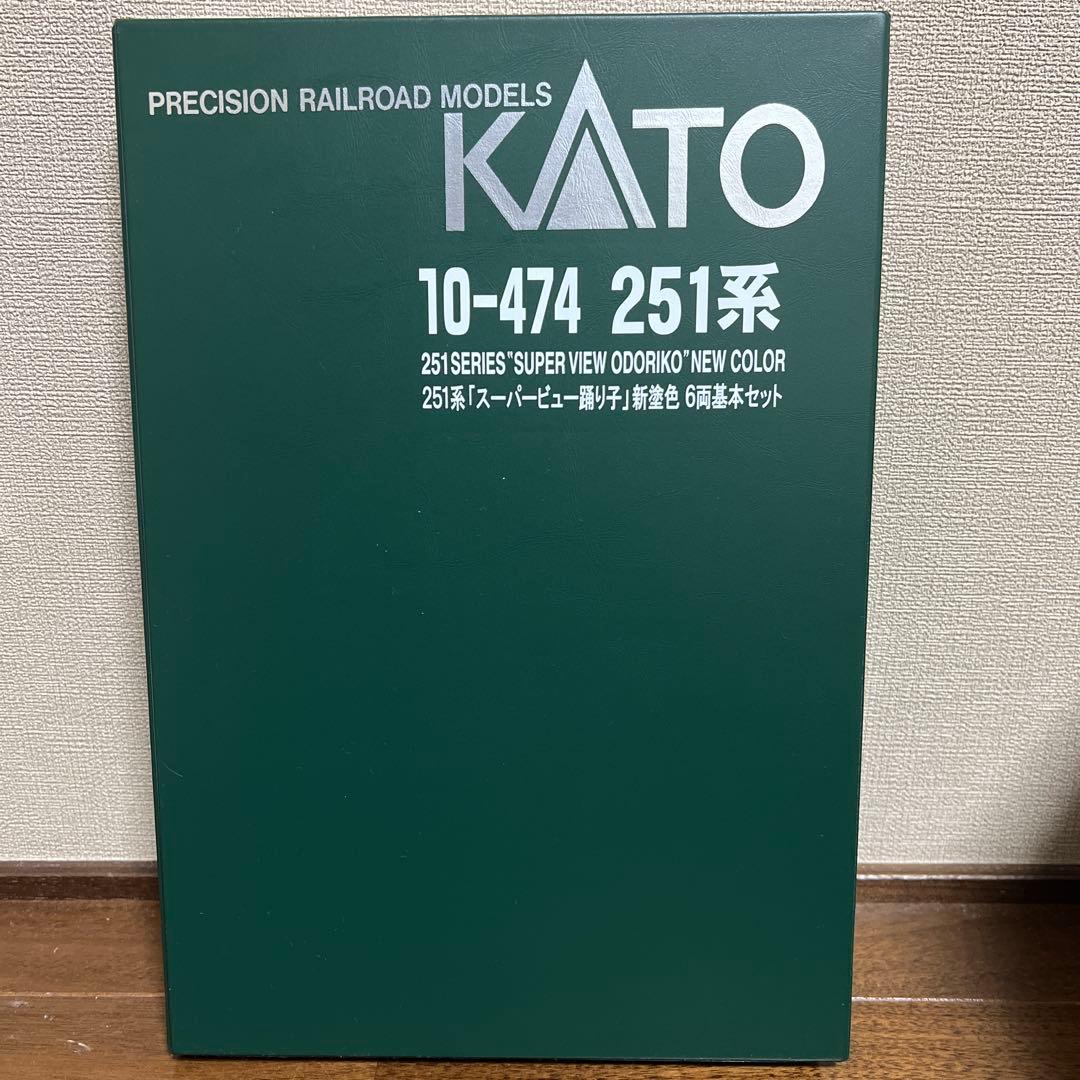 PRECISION RAILROAD MODELS
KATO
10-474 251系
251 SERIES "SUPER VIEW ODORIKO" NEW COLOR
251系「スーパービュー踊り子」新塗色 6両基本セット